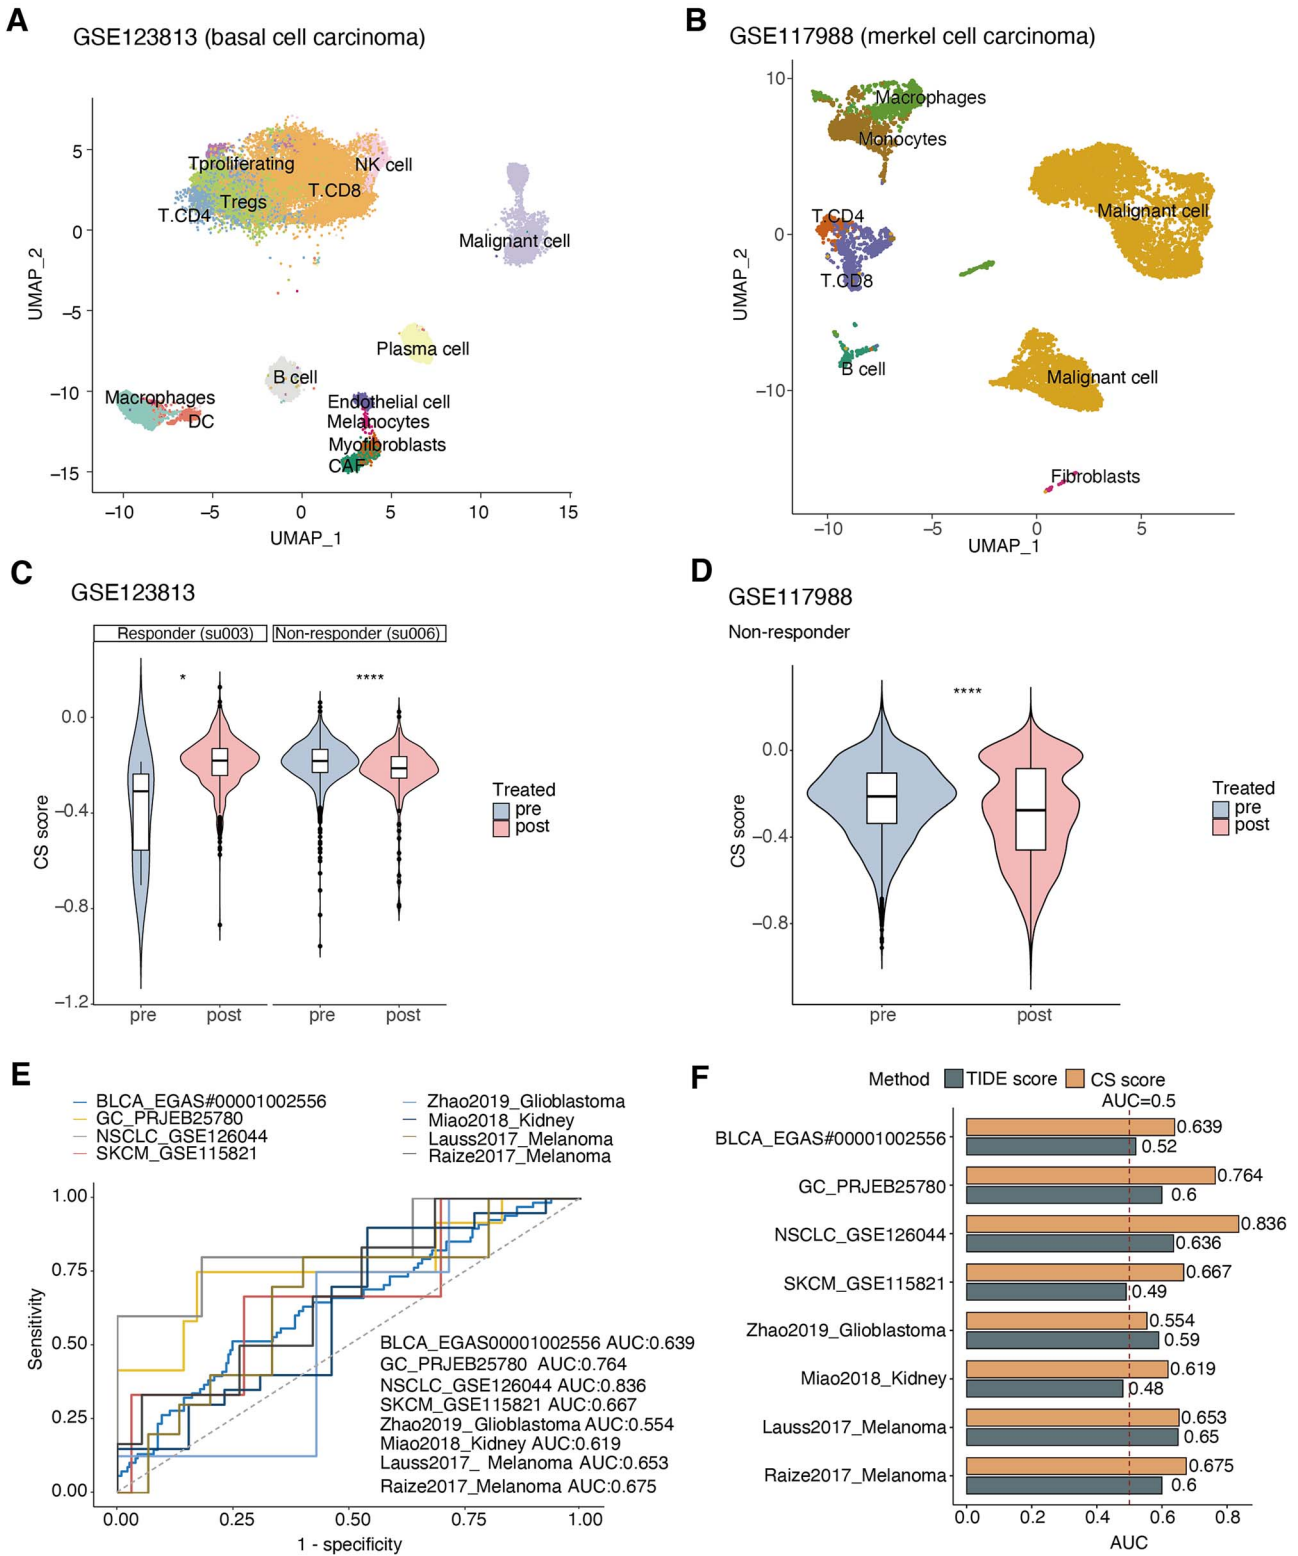 A
GSE123813 (basal cell carcinoma)
UMAP_2
5
0
−5
−10
−15
Tproliferating
NK cell
T.CD8
Tregs
T.CD4
Malignant cell
Plasma cell
B cell
Macrophages
DC
Endothelial cell
Melanocytes
Myofibroblasts
CAF
−10
−5
0
5
10
15
UMAP_1
B
GSE117988 (merkel cell carcinoma)
UMAP_2
10
0
−10
Macrophages
Monocytes
T.CD4
Malignant cell
T.CD8
B cell
Malignant cell
Fibroblasts
−10
−5
0
5
UMAP_1
C
GSE123813
Responder (su003)
Non-responder (su006)
*
****
CS score
0.0
−0.4
−0.8
−1.2
pre
post
pre
post
Treated
pre
post
D
GSE117988
Non-responder
****
CS score
0.0
−0.4
−0.8
pre
post
Treated
pre
post
E
BLCA_EGAS#00001002556
GC_PRJEB25780
NSCLC_GSE126044
SKCM_GSE115821
Zhao2019_Glioblastoma
Miao2018_Kidney
Lauss2017_Melanoma
Raize2017_Melanoma
Sensitivity
1.00
0.75
0.50
0.25
0.00
BLCA_EGAS00001002556 AUC:0.639
GC_PRJEB25780 AUC:0.764
NSCLC_GSE126044 AUC:0.836
SKCM_GSE115821 AUC:0.667
Zhao2019_Glioblastoma AUC:0.554
Miao2018_Kidney AUC:0.619
Lauss2017_ Melanoma AUC:0.653
Raize2017_Melanoma AUC:0.675
0.00
0.25
0.50
0.75
1.00
1 - specificity
F
Method TIDE score CS score
AUC=0.5
BLCA_EGAS#00001002556
0.639
0.52
GC_PRJEB25780
0.764
0.6
NSCLC_GSE126044
0.836
0.636
SKCM_GSE115821
0.667
0.49
Zhao2019_Glioblastoma
0.554
0.59
Miao2018_Kidney
0.619
0.48
Lauss2017_Melanoma
0.653
0.65
Raize2017_Melanoma
0.675
0.6
0.0
0.2
0.4
0.6
0.8
AUC